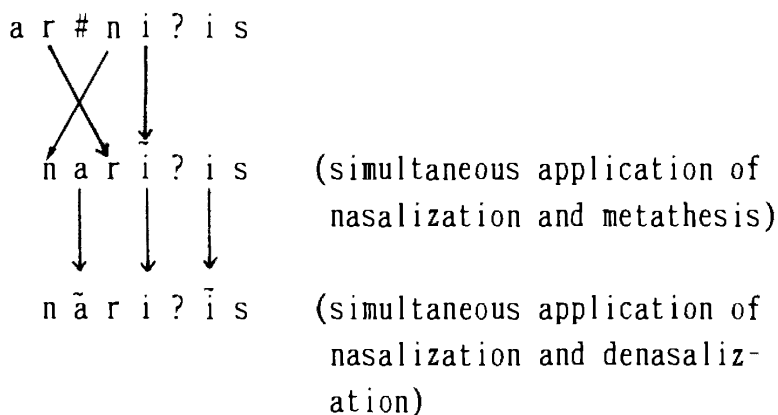 a r # n i ? i s
n a r ĩ ? i s (simultaneous application of
nasalization and metathesis)
n ã r i ? ĩ s (simultaneous application of
nasalization and denasaliz-
ation)